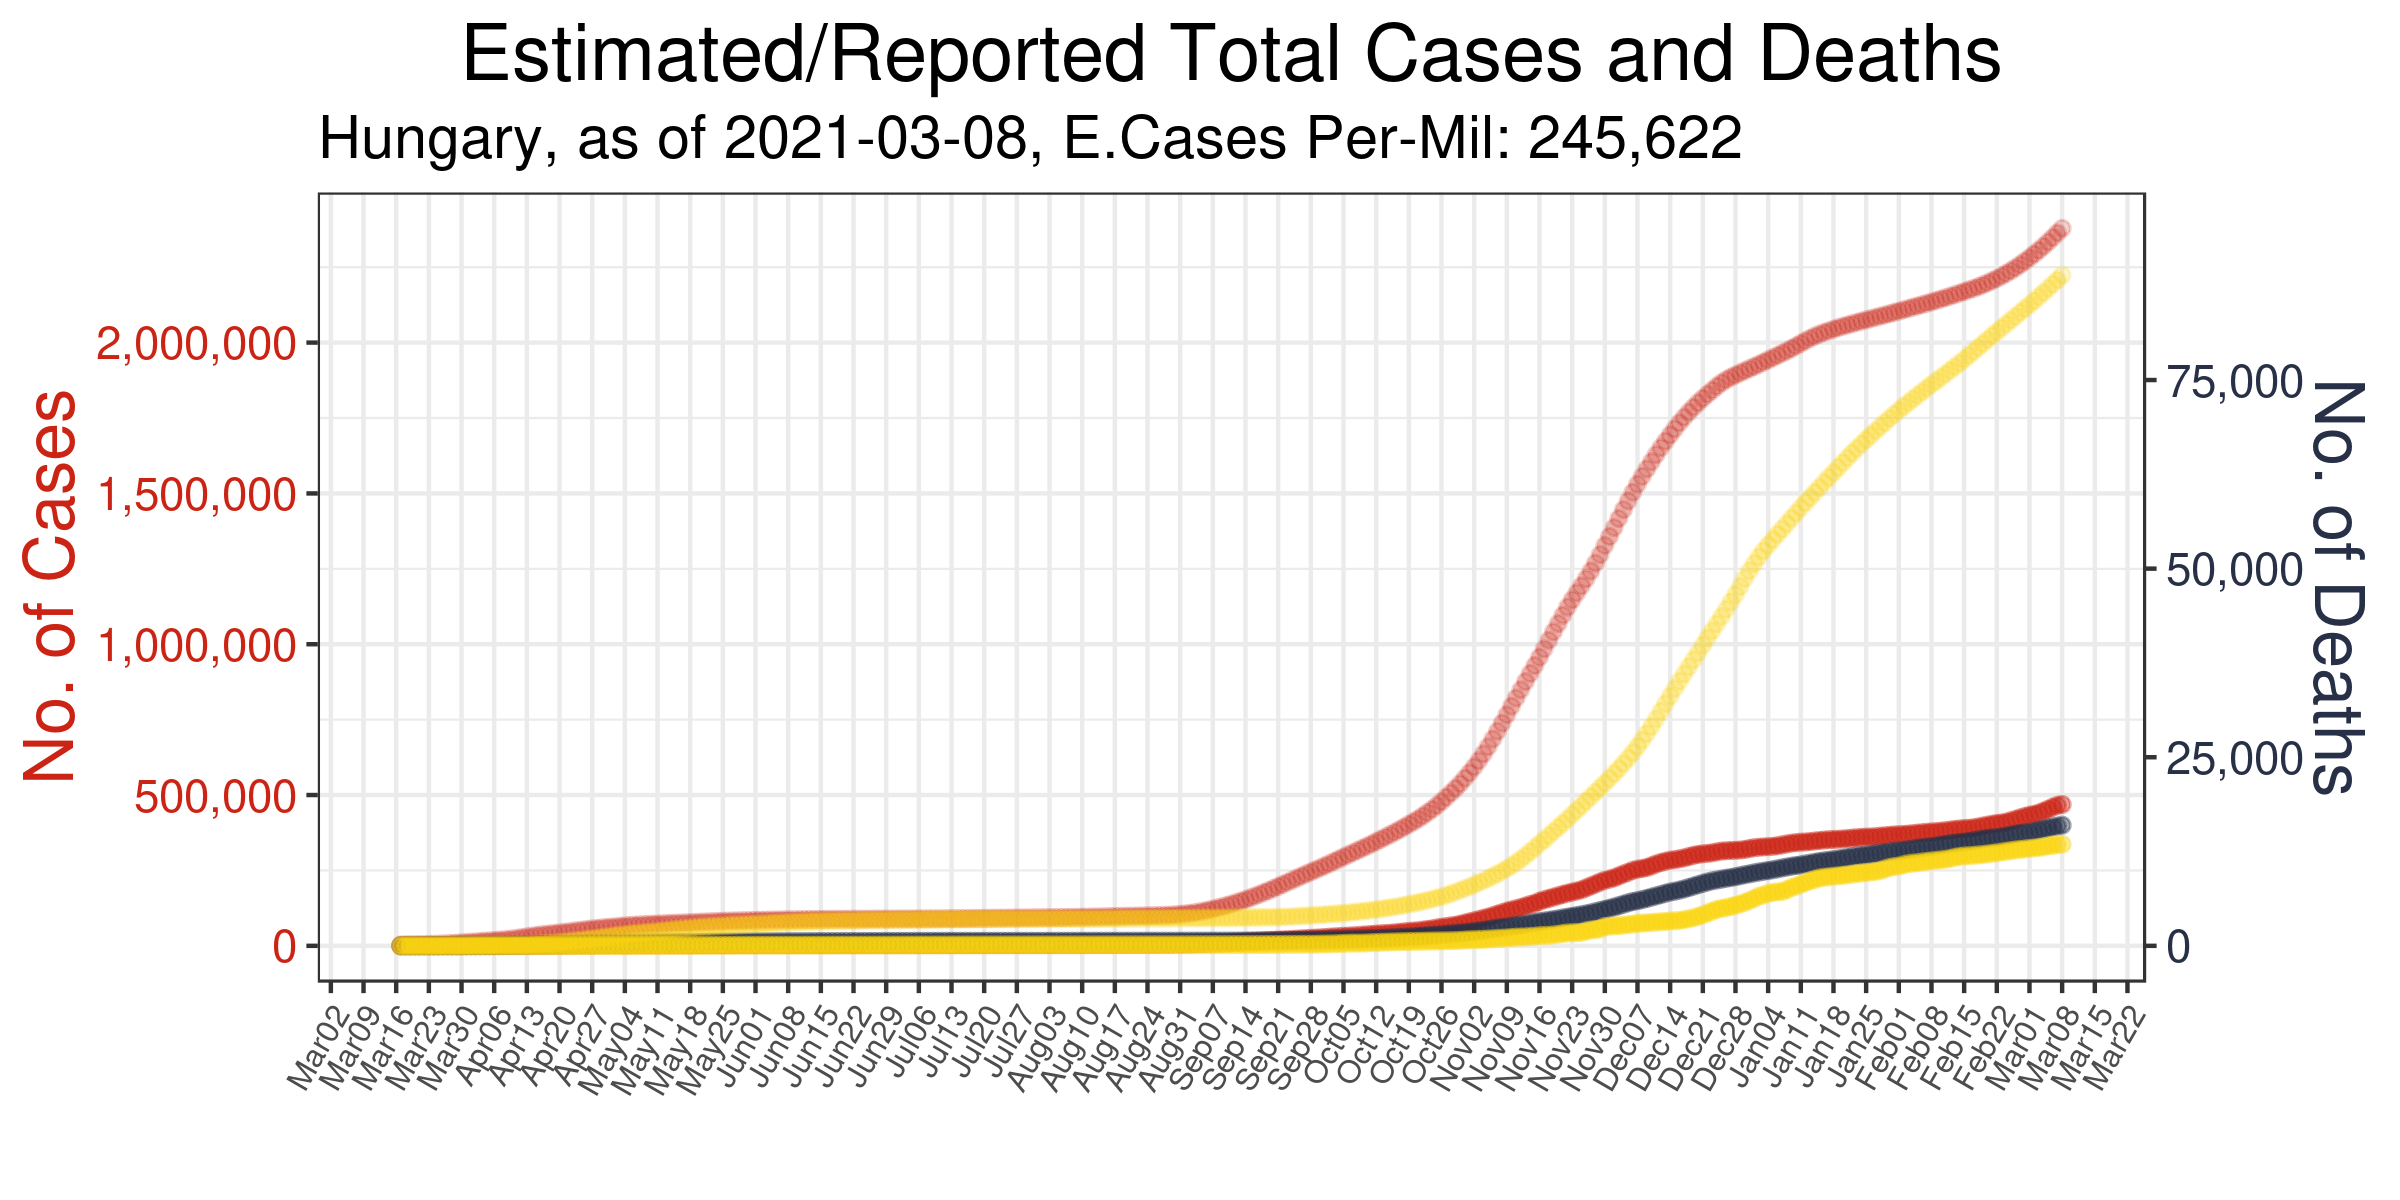 Estimated/Reported Total Cases and Deaths
Hungary, as of 2021-03-08, E.Cases Per-Mil: 245,622
No. of Cases
2,000,000
1,500,000
1,000,000
500,000
0
75,000
50,000
25,000
0
No. of Deaths
Mar02
Mar09
Mar16
Mar23
Mar30
Apr06
Apr13
Apr20
Apr27
May04
May11
May18
May25
Jun01
Jun08
Jun15
Jun22
Jun29
Jul06
Jul13
Jul20
Jul27
Aug03
Aug10
Aug17
Aug24
Aug31
Sep07
Sep14
Sep21
Sep28
Oct05
Oct12
Oct19
Oct26
Nov02
Nov09
Nov16
Nov23
Nov30
Dec07
Dec14
Dec21
Dec28
Jan04
Jan11
Jan18
Jan25
Feb01
Feb08
Feb15
Feb22
Mar01
Mar08
Mar15
Mar22